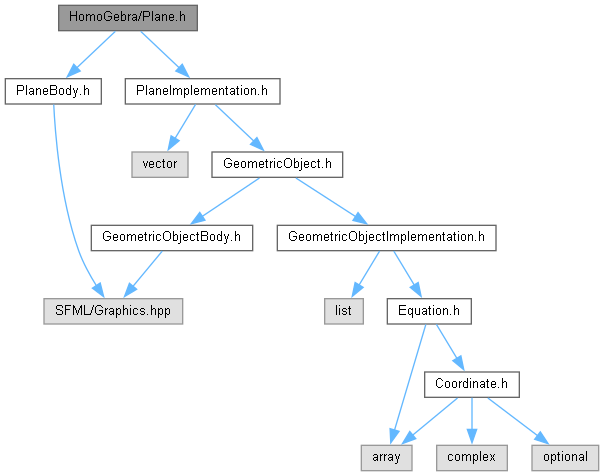 HomoGebra/Plane.h
PlaneBody.h
PlaneImplementation.h
vector
GeometricObject.h
GeometricObjectBody.h
GeometricObjectImplementation.h
SFML/Graphics.hpp
list
Equation.h
Coordinate.h
array
complex
optional